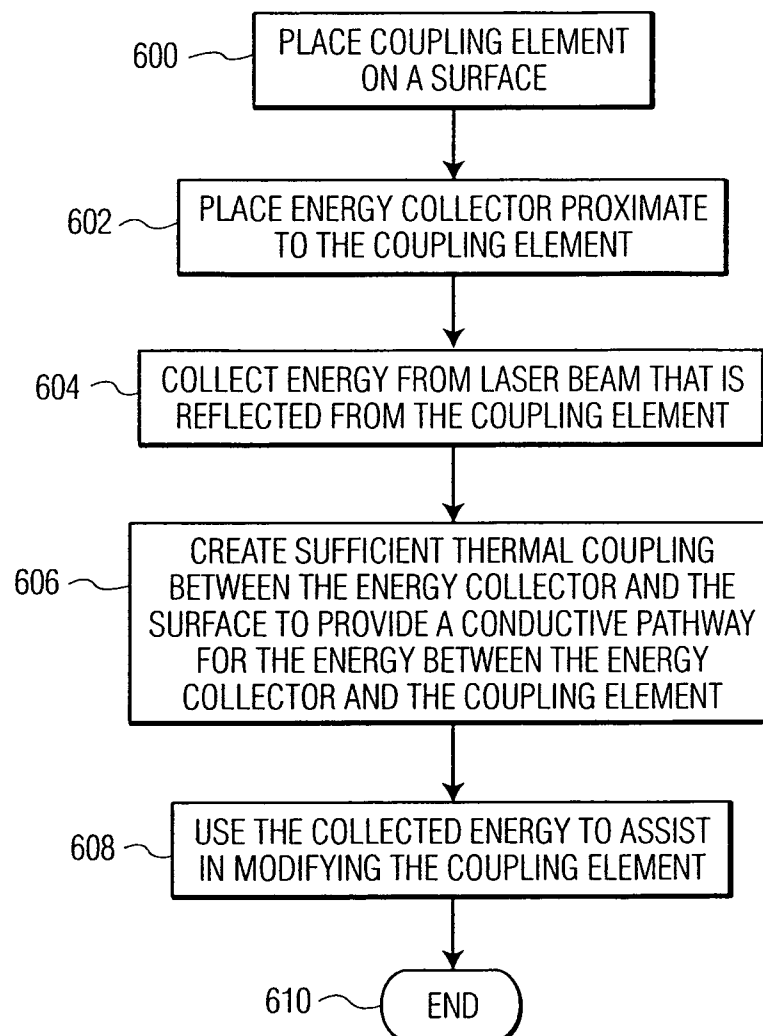 600
PLACE COUPLING ELEMENT
ON A SURFACE
602
PLACE ENERGY COLLECTOR PROXIMATE
TO THE COUPLING ELEMENT
604
COLLECT ENERGY FROM LASER BEAM THAT IS
REFLECTED FROM THE COUPLING ELEMENT
606
CREATE SUFFICIENT THERMAL COUPLING
BETWEEN THE ENERGY COLLECTOR AND THE
SURFACE TO PROVIDE A CONDUCTIVE PATHWAY
FOR THE ENERGY BETWEEN THE ENERGY
COLLECTOR AND THE COUPLING ELEMENT
608
USE THE COLLECTED ENERGY TO ASSIST
IN MODIFYING THE COUPLING ELEMENT
610
END